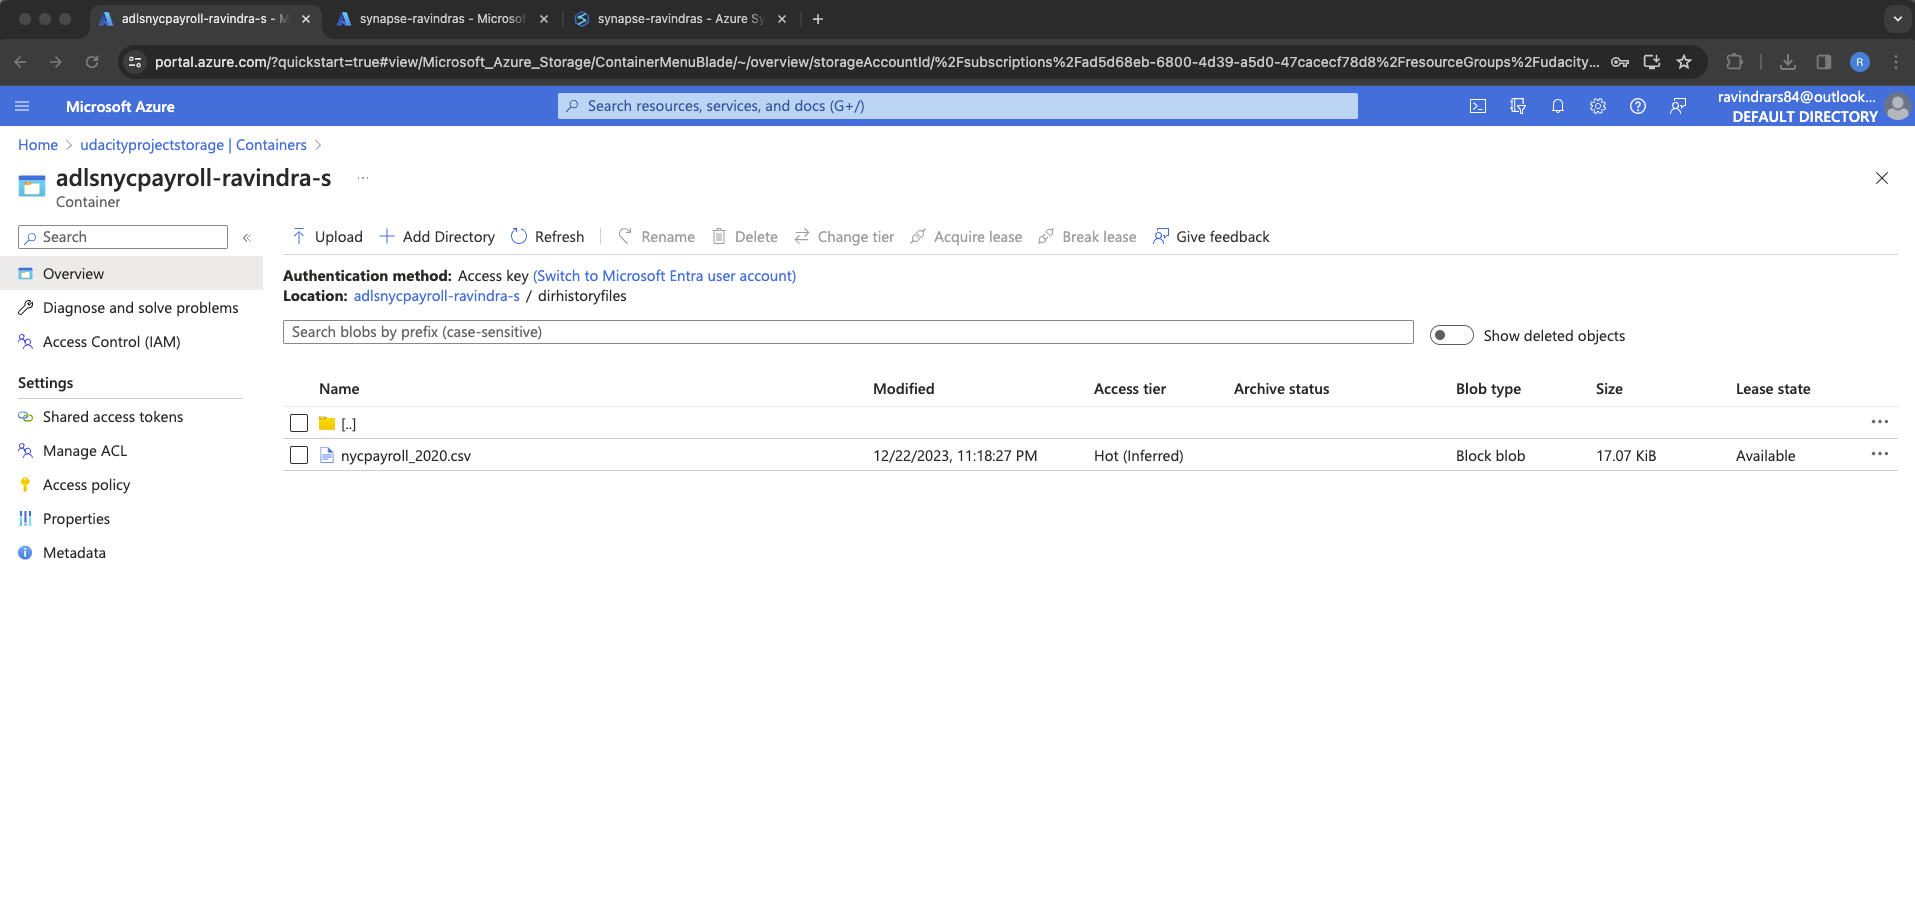 adlsnycpayroll-ravindra-s - M
synapse-ravindras - Microsof
synapse-ravindras - Azure Sy
portal.azure.com/?quickstart=true#view/Microsoft_Azure_Storage/ContainerMenuBlade/~/overview/storageAccountId/%2Fsubscriptions%2Fad5d68eb-6800-4d39-a5d0-47cacecf78d8%2FresourceGroups%2Fudacity...
R
Microsoft Azure
Search resources, services, and docs (G+/)
ravindrars84@outlook...
DEFAULT DIRECTORY
Home > udacityprojectstorage | Containers >
adlsnycpayroll-ravindra-s ...
Container
Search
«
Upload
Add Directory
Refresh
Rename
Delete
Change tier
Acquire lease
Break lease
Give feedback
Overview
Diagnose and solve problems
Access Control (IAM)
Settings
Shared access tokens
Manage ACL
Access policy
Properties
Metadata
Authentication method: Access key (Switch to Microsoft Entra user account)
Location: adlsnycpayroll-ravindra-s / dirhistoryfiles
Search blobs by prefix (case-sensitive)
Show deleted objects
Name Modified Access tier Archive status Blob type Size Lease state
[..] ...
nycpayroll_2020.csv 12/22/2023, 11:18:27 PM Hot (Inferred) Block blob 17.07 KiB Available ...